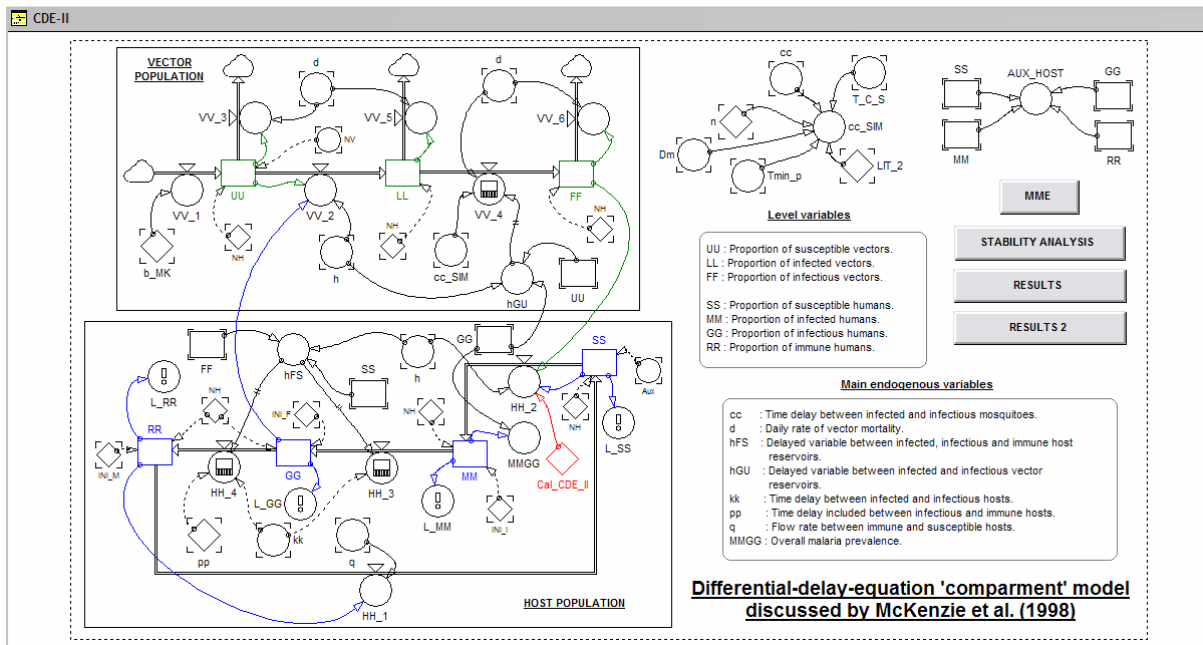 CDE-II
VECTOR
POPULATION
d
d
VV_3
VV_5
VV_6
NV
UU
LL
FF
VV_1
VV_2
VV_4
NH
NH
NH
b_MK
h
cc_SIM
hGU
UU
cc
T_C_S
n
cc_SIM
Dm
Tmin_p
LIT_2
SS
AUX_HOST
GG
MM
RR
MME
STABILITY ANALYSIS
RESULTS
RESULTS 2
Level variables
UU : Proportion of susceptible vectors.
LL : Proportion of infected vectors.
FF : Proportion of infectious vectors.
SS : Proportion of susceptible humans.
MM : Proportion of infected humans.
GG : Proportion of infectious humans.
RR : Proportion of immune humans.
Main endogenous variables
cc : Time delay between infected and infectious mosquitoes.
d : Daily rate of vector mortality.
hFS : Delayed variable between infected, infectious and immune host
reservoirs.
hGU : Delayed variable between infected and infectious vector
reservoirs.
kk : Time delay between infected and infectious hosts.
pp : Time delay included between infectious and immune hosts.
q : Flow rate between immune and susceptible hosts.
MMGG : Overall malaria prevalence.
FF
hFS
SS
h
GG
SS
Aux
HH_2
NH
L_SS
L_RR
NH
INI_F
NH
RR
INI_M
GG
MM
MMGG
Cal_CDE_II
HH_4
HH_3
L_GG
L_MM
INI_I
pp
kk
q
HH_1
HOST POPULATION
Differential-delay-equation 'comparment' model
discussed by McKenzie et al. (1998)